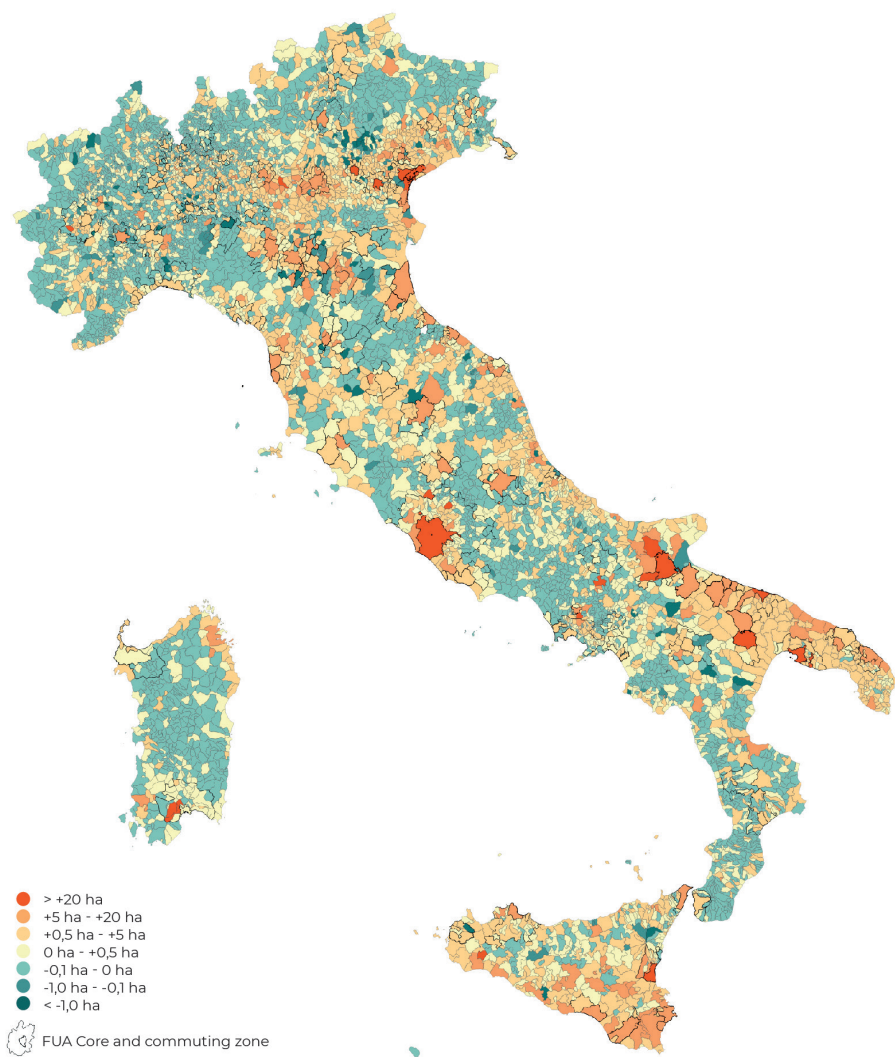 > +20 ha
+5 ha - +20 ha
+0,5 ha - +5 ha
0 ha - +0,5 ha
-0,1 ha - 0 ha
-1,0 ha - -0,1 ha
< -1,0 ha
FUA Core and commuting zone